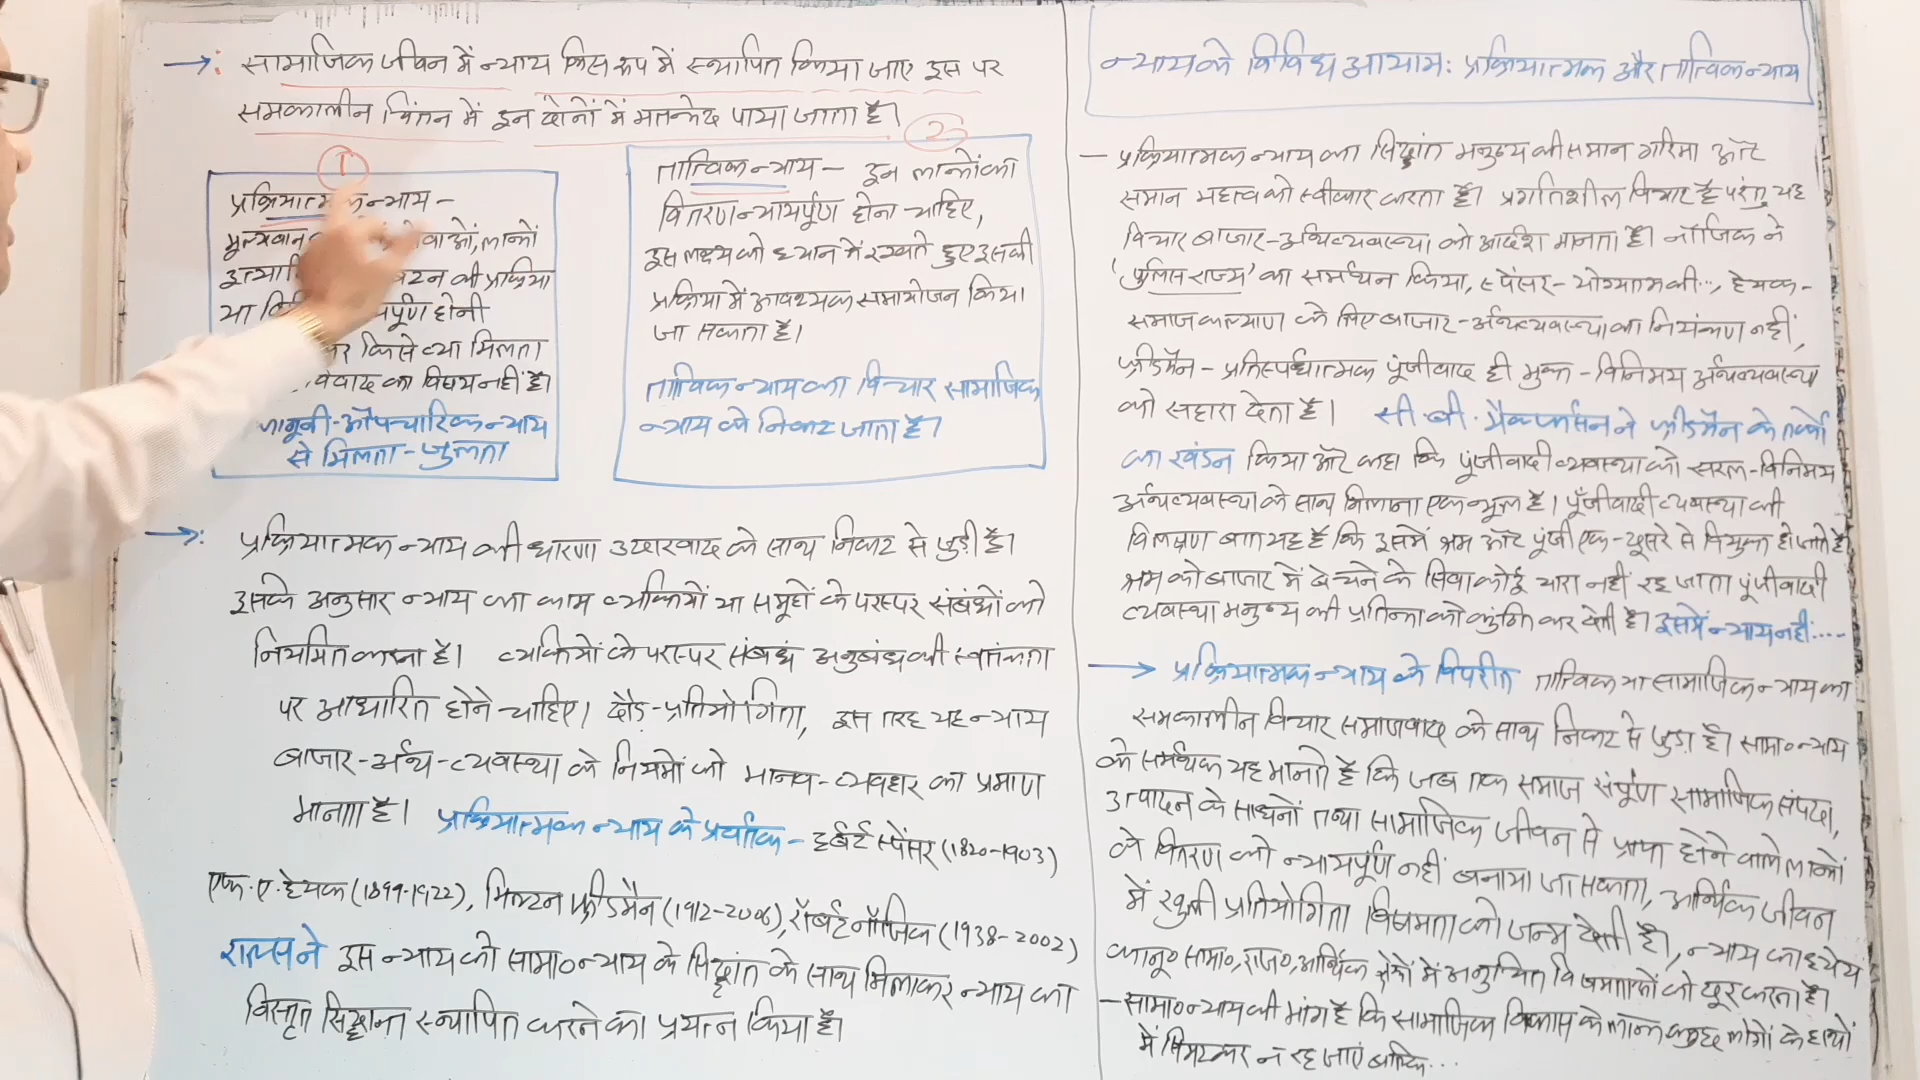 सामाजिक जीवन में न्याय किस रूप में स्थापित किया जाए इस पर
समकालीन चिंतन में इन दोनों में मतभेद पाया जाता है।
1
प्रक्रियात्मक न्याय –
मूल्यवान सेवाओं, लाभों
की प्रक्रिया
होनी
किसे क्या मिलता
विवाद का विषय नहीं है।
कानूनी-औपचारिक न्याय
से मिलता-जुलता
2
तात्विक न्याय – इन लाभों का
वितरण न्यायपूर्ण होना चाहिए,
इस लक्ष्य को ध्यान में रखते हुए इसकी
प्रक्रिया में आवश्यक समायोजन किया
जा सकता है।
तात्विक न्याय का विचार सामाजिक
न्याय के निकट जाता है।
प्रक्रियात्मक न्याय की धारणा उदारवाद के साथ निकट से जुड़ी है।
इसके अनुसार न्याय का काम व्यक्तियों या समूहों के परस्पर संबंधों को
नियमित करना है। व्यक्तियों के परस्पर संबंध अनुबंध की स्वतंत्रता
पर आधारित होने चाहिए। दौड़-प्रतियोगिता, इस तरह यह न्याय
बाजार-अर्थ-व्यवस्था के नियमों को मानव-व्यवहार का प्रमाण
मानता है। प्रक्रियात्मक न्याय के प्रवर्तक – हर्बर्ट स्पेंसर (1820-1903)
एफ.ए.हेयक (1899-1922), मिल्टन फ्रीडमैन (1912-2006), रॉबर्ट नॉजिक (1938-2002)
राल्स ने इस न्याय को सामा० न्याय के सिद्धांत के साथ मिलाकर न्याय का
विस्तृत सिद्धान्त स्थापित करने का प्रयत्न किया है।
न्याय के विविध आयाम: प्रक्रियात्मक और तात्विक न्याय
– प्रक्रियात्मक न्याय का सिद्धांत मनुष्य की समान गरिमा और
समान महत्व को स्वीकार करता है। प्रगतिशील विचार है परंतु यह
विचार बाजार-अर्थव्यवस्था को आदर्श मानता है। नॉजिक ने
'पुलिस राज्य' का समर्थन किया, स्पेंसर – योग्यतम की..., हेयक-
समाज कल्याण के लिए बाजार-अर्थव्यवस्था का नियंत्रण नहीं,
फ्रीडमैन – प्रतिस्पर्धात्मक पूंजीवाद ही मुक्त-विनिमय अर्थव्यवस्था
को सहारा देता है। सी.बी. मैक्फर्सन ने फ्रीडमैन के तर्कों
का खंडन किया और कहा कि पूंजीवादी व्यवस्था को सरल-विनिमय
अर्थव्यवस्था के साथ मिलाना एक भूल है। पूँजीवादी व्यवस्था की
विलक्षण बात यह है कि इसमें श्रम और पूंजी एक-दूसरे से वियुक्त हो जाते है
श्रम को बाजार में बेचने के सिवा कोई चारा नहीं रह जाता पूंजीवादी
व्यवस्था मनुष्य की प्रतिभा को कुंठित कर देती है। इसमें न्याय नहीं....
प्रक्रियात्मक न्याय के विपरीत तात्विक या सामाजिक न्याय का
समकालीन विचार समाजवाद के साथ निकट से जुड़ा है। सामा० न्याय
के समर्थक यह मानते है कि जब तक समाज संपूर्ण सामाजिक संपदा,
उत्पादन के साधनों तथा सामाजिक जीवन से प्राप्त होने वाले लाभों
के वितरण को न्यायपूर्ण नहीं बनाया जा सकता, आर्थिक जीवन
में खुली प्रतियोगिता विषमता को जन्म देती है।, न्याय का ध्येय
कानू० सामा०, राज०, आर्थिक क्षेत्रों में अनुचित विषमताओं को दूर करना है।
– सामा० न्याय की मांग है कि सामाजिक विकास के लाभ कुछ लोगों के हाथों
में सिमटकर न रह जाएं बल्कि...